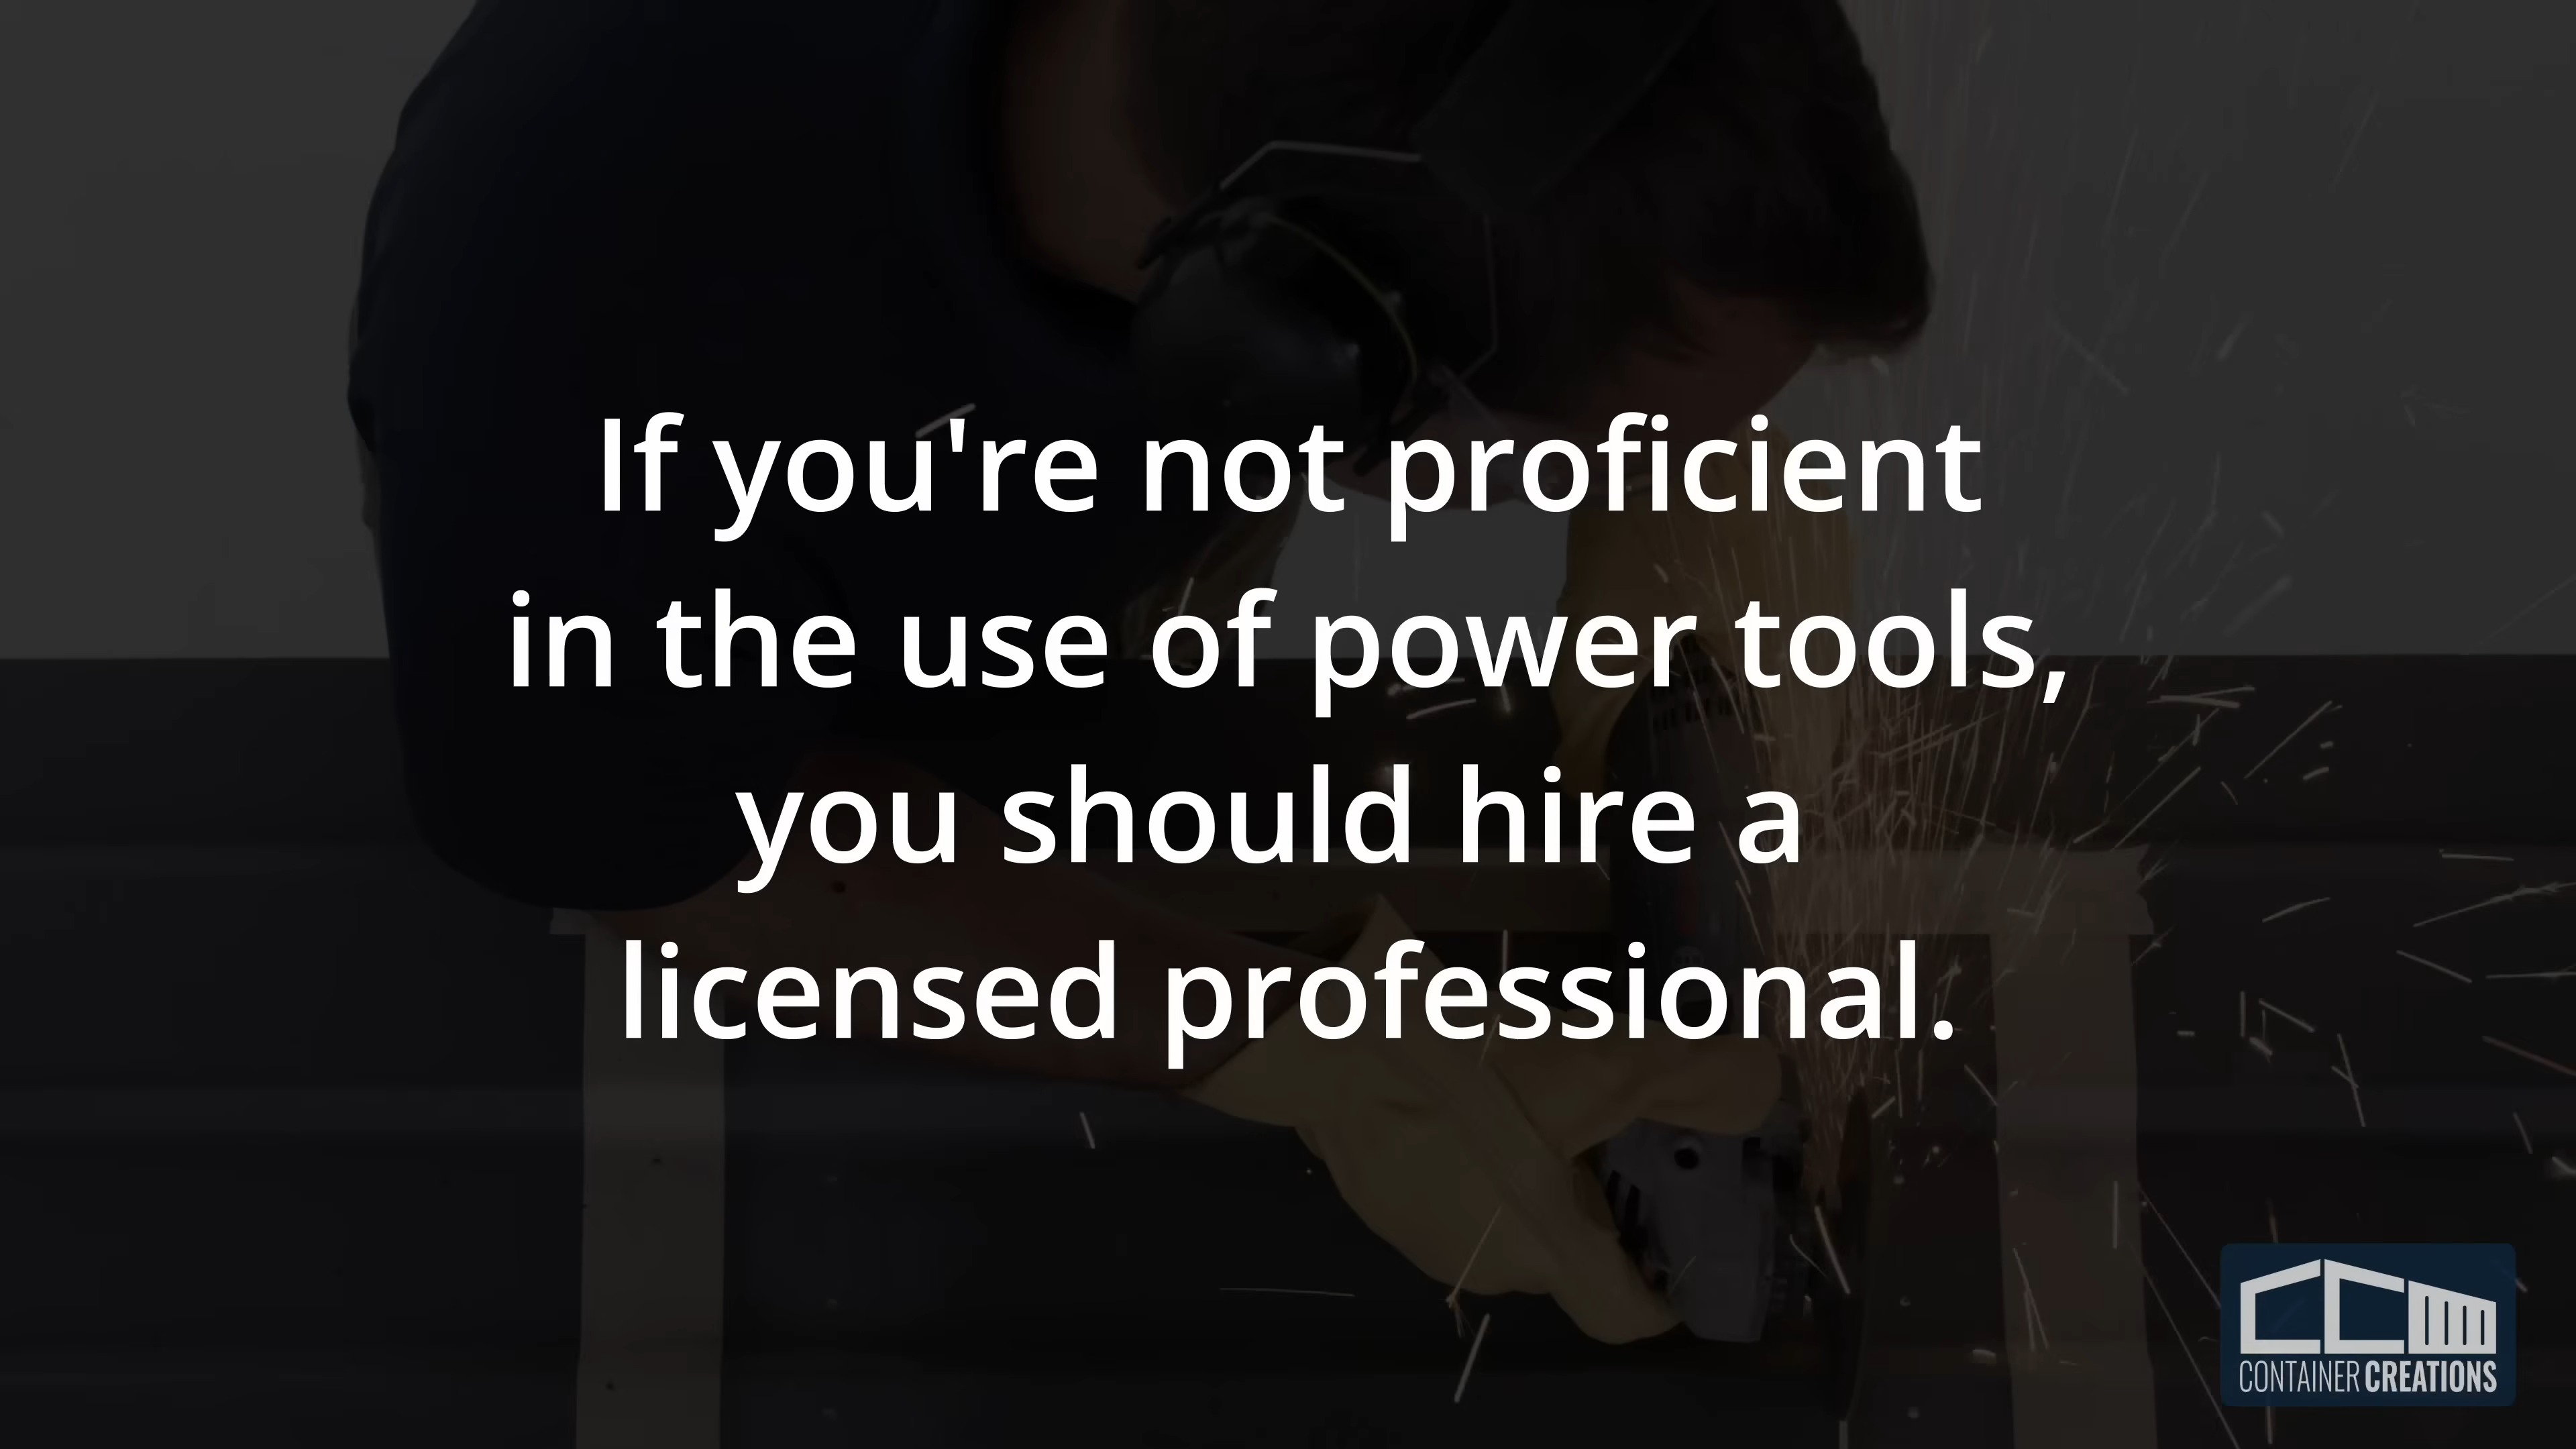 If you're not proficient
in the use of power tools,
you should hire a
licensed professional.
CONTAINER CREATIONS